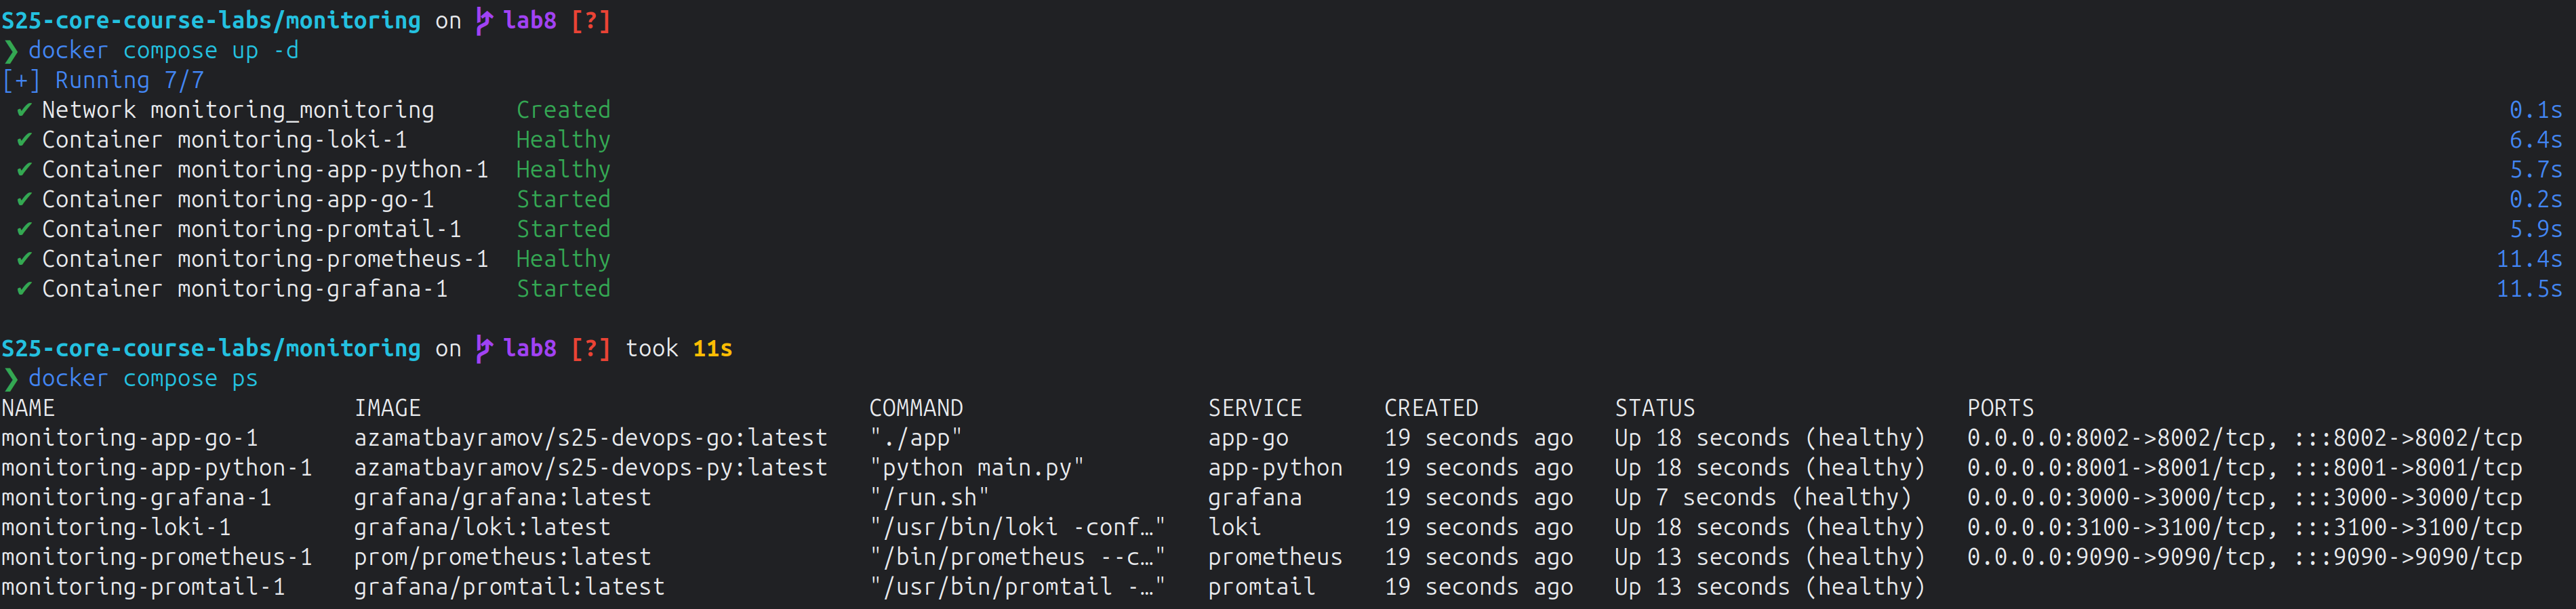 S25-core-course-labs/monitoring on lab8 [?]
❯ docker compose up -d
[+] Running 7/7
✔ Network monitoring_monitoring Created 0.1s
✔ Container monitoring-loki-1 Healthy 6.4s
✔ Container monitoring-app-python-1 Healthy 5.7s
✔ Container monitoring-app-go-1 Started 0.2s
✔ Container monitoring-promtail-1 Started 5.9s
✔ Container monitoring-prometheus-1 Healthy 11.4s
✔ Container monitoring-grafana-1 Started 11.5s
S25-core-course-labs/monitoring on lab8 [?] took 11s
❯ docker compose ps
NAME IMAGE COMMAND SERVICE CREATED STATUS PORTS
monitoring-app-go-1 azamatbayramov/s25-devops-go:latest "./app" app-go 19 seconds ago Up 18 seconds (healthy) 0.0.0.0:8002->8002/tcp, :::8002->8002/tcp
monitoring-app-python-1 azamatbayramov/s25-devops-py:latest "python main.py" app-python 19 seconds ago Up 18 seconds (healthy) 0.0.0.0:8001->8001/tcp, :::8001->8001/tcp
monitoring-grafana-1 grafana/grafana:latest "/run.sh" grafana 19 seconds ago Up 7 seconds (healthy) 0.0.0.0:3000->3000/tcp, :::3000->3000/tcp
monitoring-loki-1 grafana/loki:latest "/usr/bin/loki -conf…" loki 19 seconds ago Up 18 seconds (healthy) 0.0.0.0:3100->3100/tcp, :::3100->3100/tcp
monitoring-prometheus-1 prom/prometheus:latest "/bin/prometheus --c…" prometheus 19 seconds ago Up 13 seconds (healthy) 0.0.0.0:9090->9090/tcp, :::9090->9090/tcp
monitoring-promtail-1 grafana/promtail:latest "/usr/bin/promtail -…" promtail 19 seconds ago Up 13 seconds (healthy)